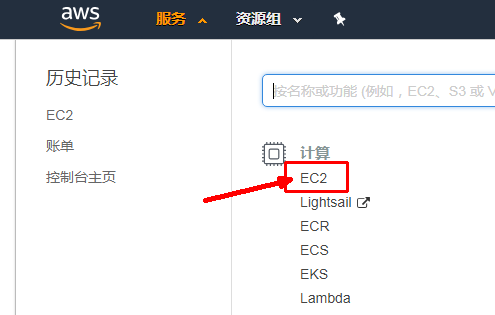 aws 服务 资源组
历史记录
EC2
账单
控制台主页
按名称或功能 (例如，EC2、S3 或 V
计算
EC2
Lightsail
ECR
ECS
EKS
Lambda